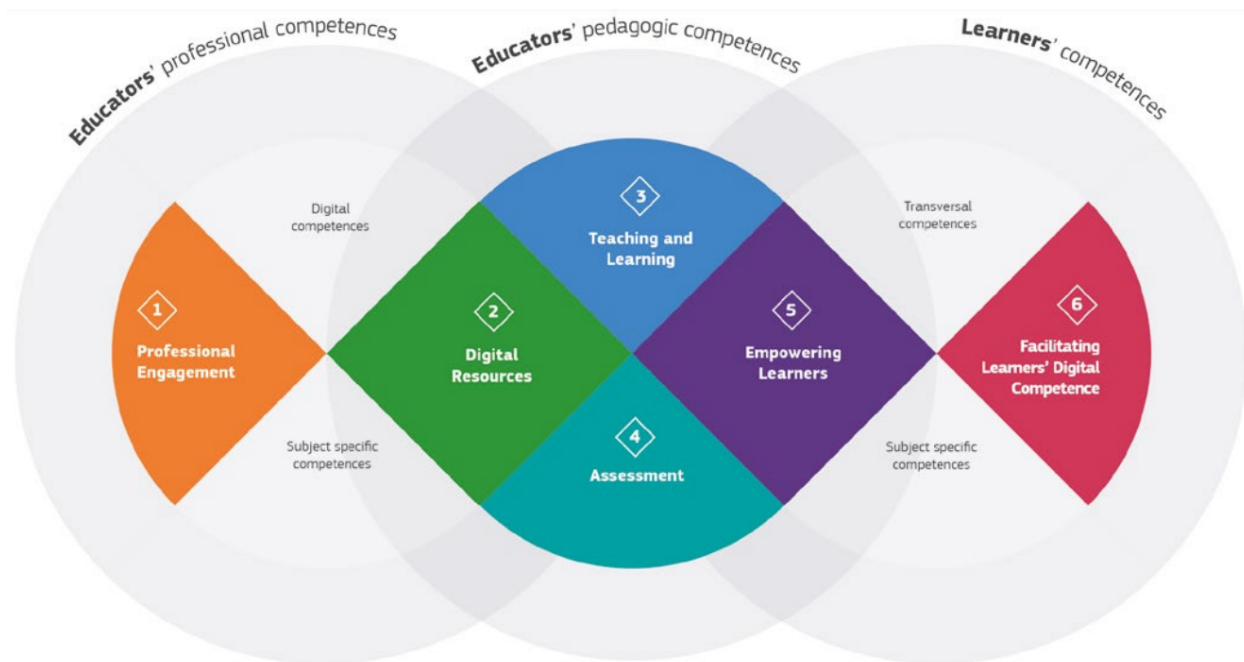 Educators' professional competences
Educators' pedagogic competences
Learners' competences
Digital
competences
3
Teaching and
Learning
Transversal
competences
1
Professional
Engagement
2
Digital
Resources
5
Empowering
Learners
6
Facilitating
Learners' Digital
Competence
Subject specific
competences
4
Assessment
Subject specific
competences